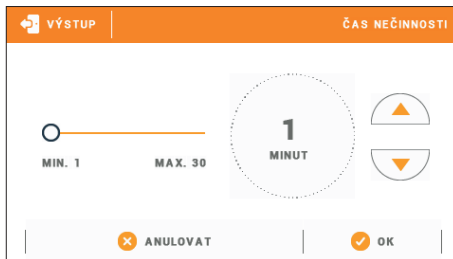 VÝSTUP
ČAS NEČINNOSTI
1
MINUT
MIN. 1
MAX. 30
ANULOVAT
OK